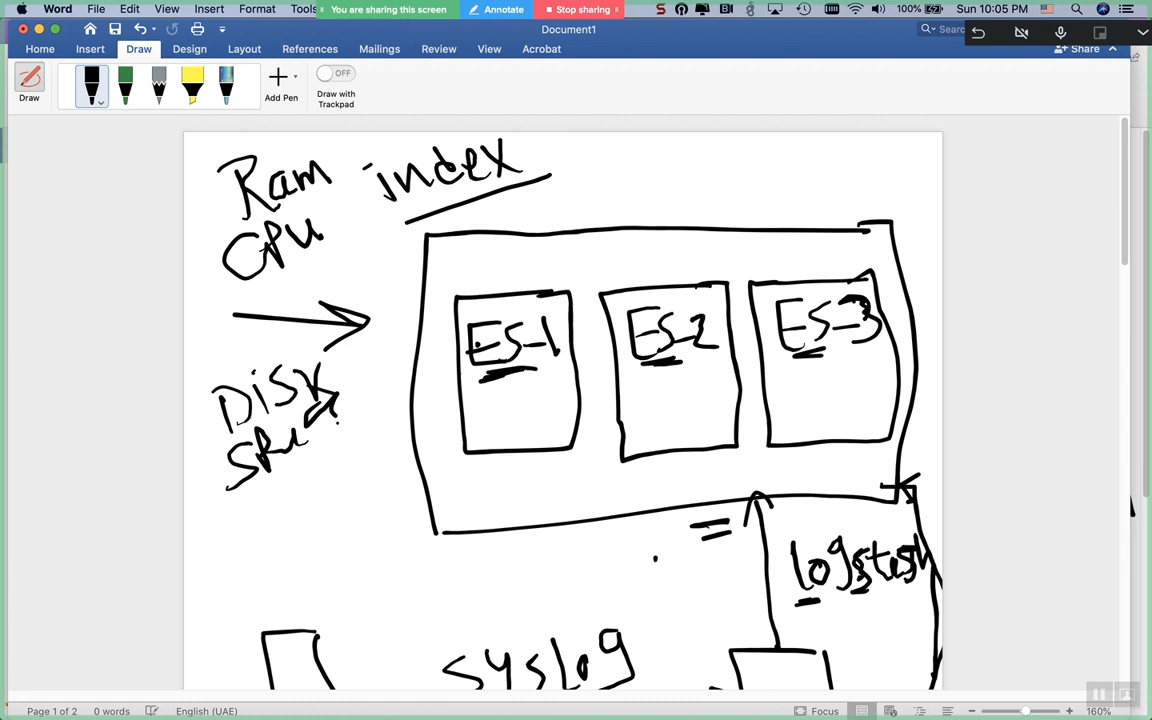 Word File Edit View Insert Format Tools You are sharing this screen Annotate Stop sharing 100% Sun 10:05 PM
Document1
Home Insert Draw Design Layout References Mailings Review View Acrobat Share
OFF
Draw Add Pen Draw with Trackpad
Ram index
CPU
ES-1 ES-2 ES-3
Disk
logstash
syslog
Page 1 of 2 0 words English (UAE) Focus 160%